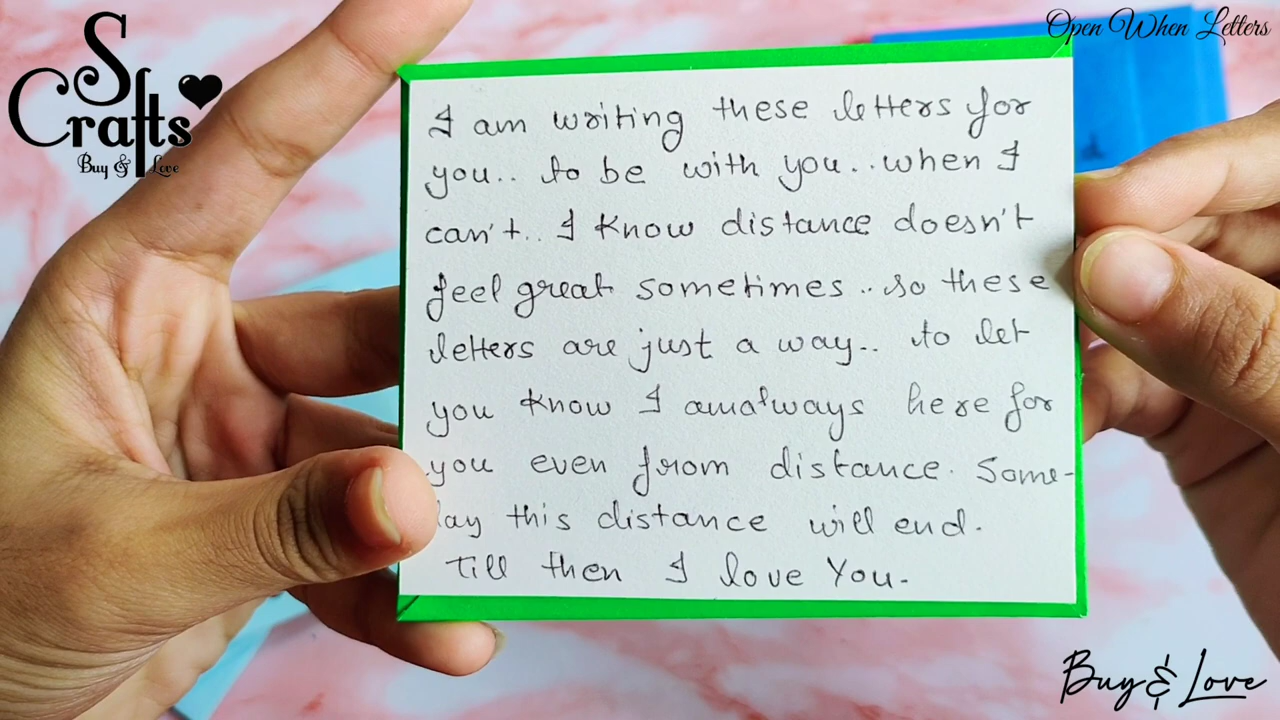 S
Crafts
Buy & Love
Open When Letters
I am writing these letters for
you.. to be with you.. when I
can't.. I know distance doesn't
feel great sometimes .. so these
letters are just a way.. to let
you know I am always here for
you even from distance. Some-
day this distance will end.
Till then I love You.
Buy & Love